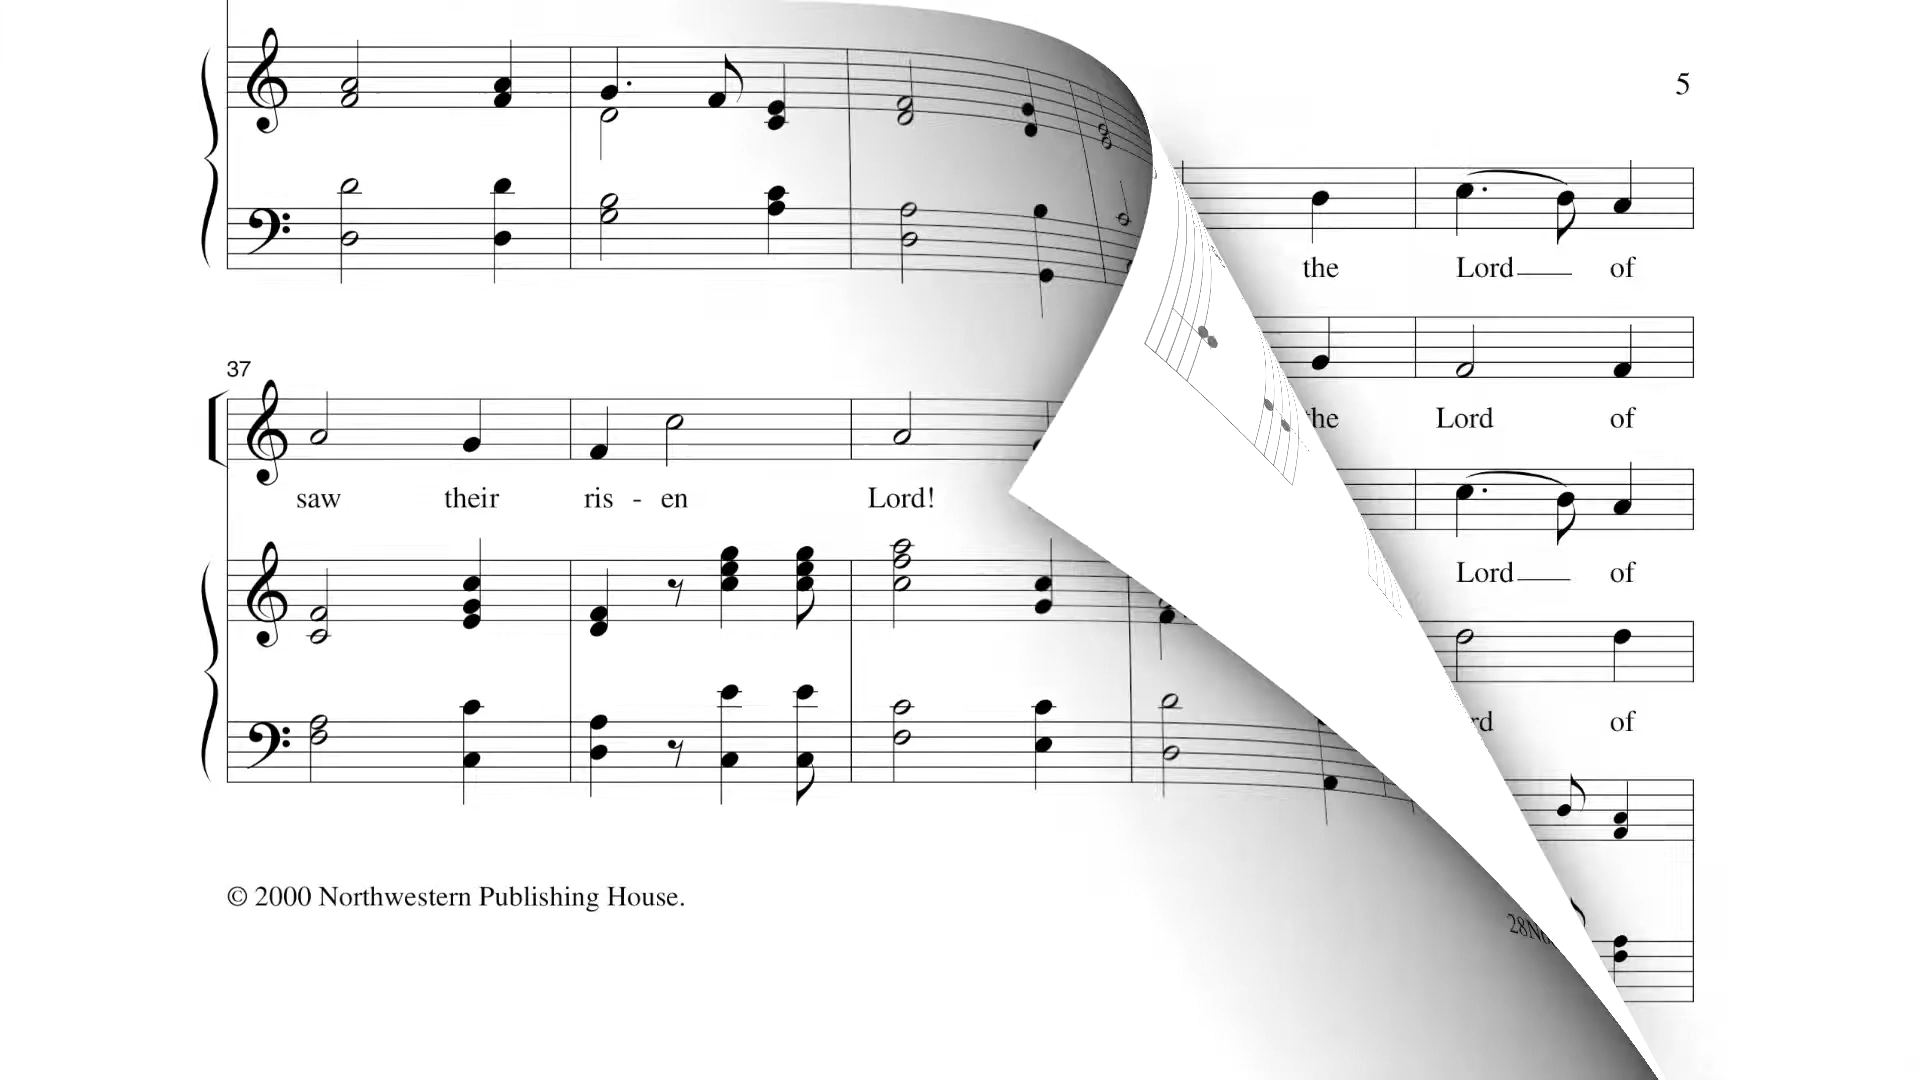 5
the Lord of
37
the Lord of
saw their ris - en Lord!
Lord of
of
© 2000 Northwestern Publishing House.